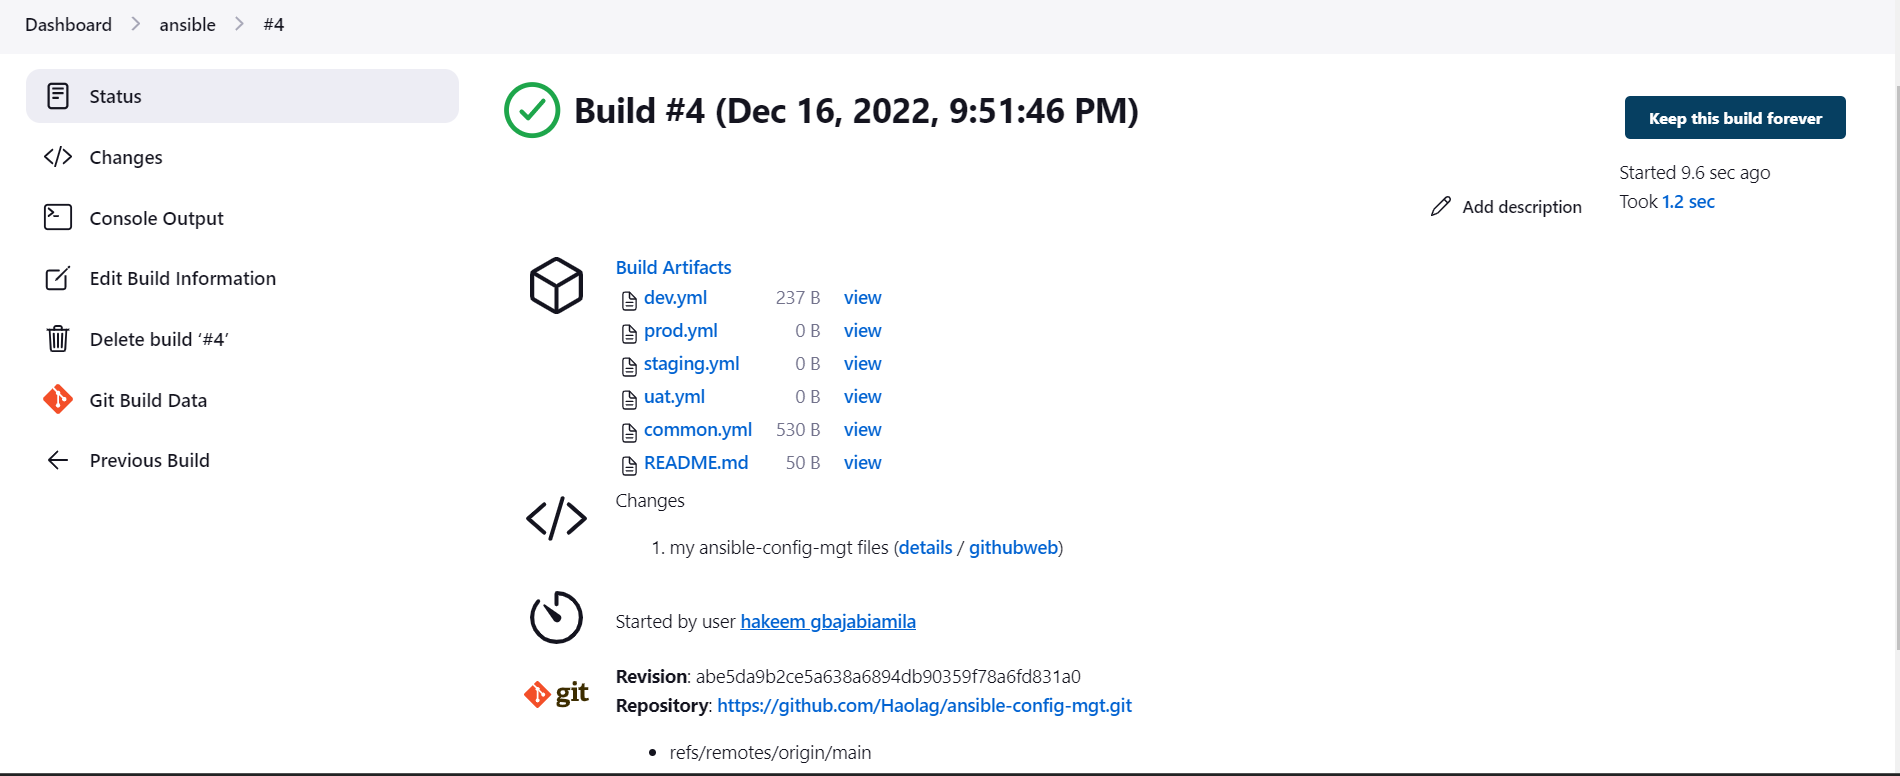 Dashboard > ansible > #4
Status
Changes
Console Output
Edit Build Information
Delete build ‘#4’
Git Build Data
Previous Build
Build #4 (Dec 16, 2022, 9:51:46 PM)
Keep this build forever
Started 9.6 sec ago
Took 1.2 sec
Add description
Build Artifacts
dev.yml 237 B view
prod.yml 0 B view
staging.yml 0 B view
uat.yml 0 B view
common.yml 530 B view
README.md 50 B view
Changes
1. my ansible-config-mgt files (details / githubweb)
Started by user hakeem gbajabiamila
git
Revision: abe5da9b2ce5a638a6894db90359f78a6fd831a0
Repository: https://github.com/Haolag/ansible-config-mgt.git
• refs/remotes/origin/main